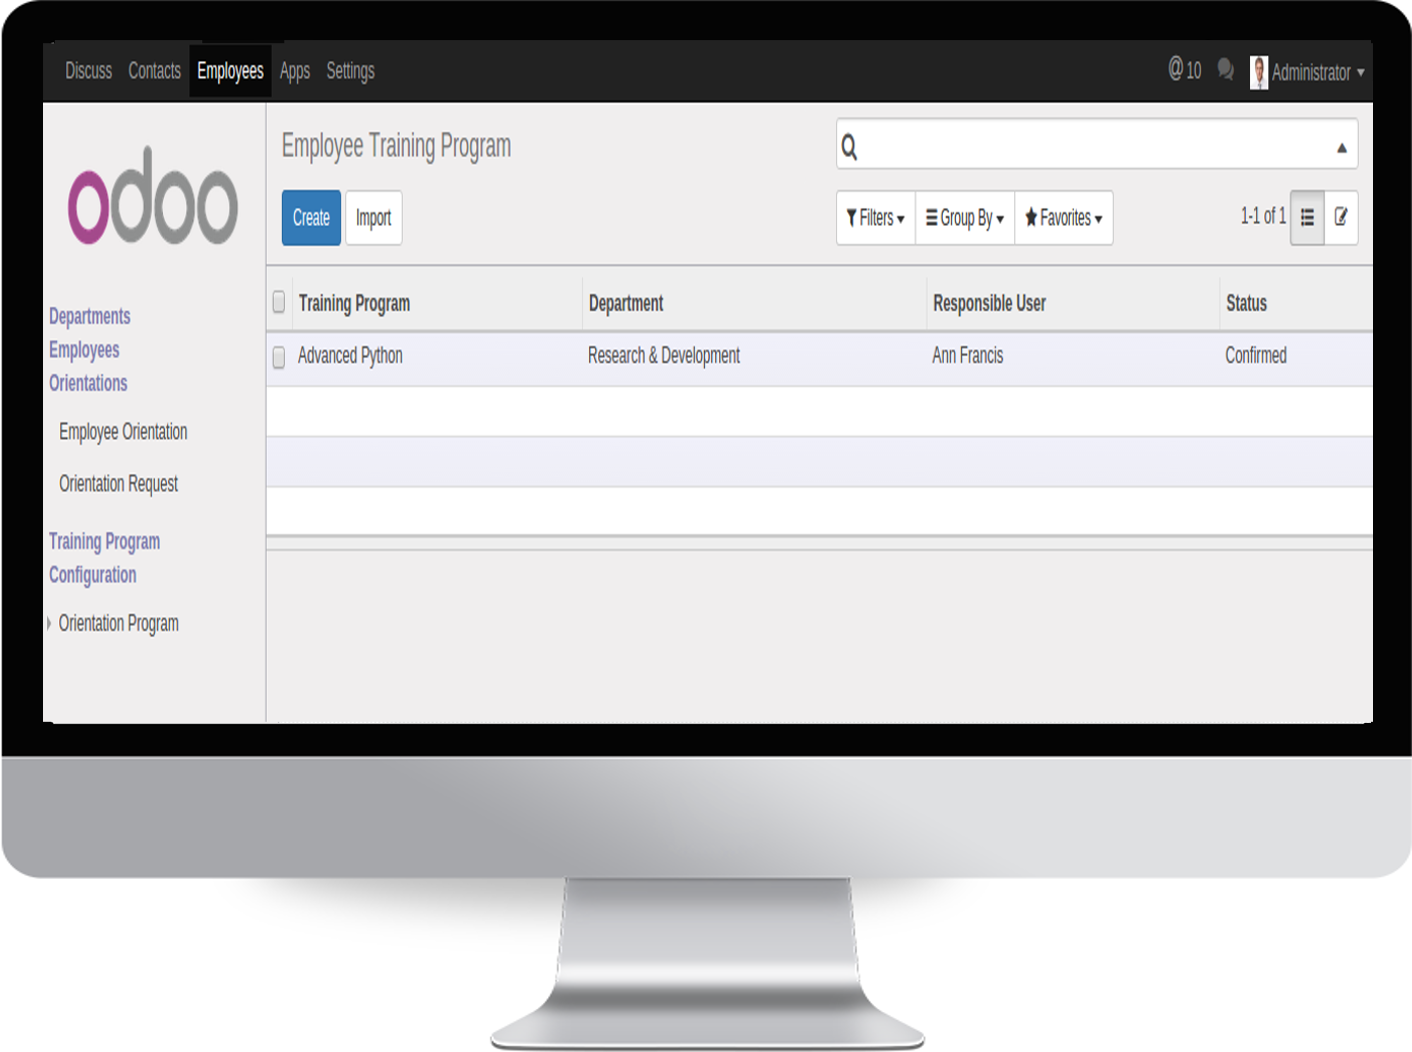 Discuss Contacts Employees Apps Settings @ 10 Administrator
odoo
Departments
Employees
Orientations
Employee Orientation
Orientation Request
Training Program
Configuration
Orientation Program
Employee Training Program
Create Import
Filters Group By Favorites 1-1 of 1
Training Program Department Responsible User Status
Advanced Python Research & Development Ann Francis Confirmed